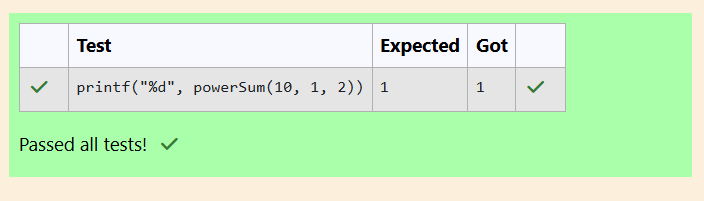 Test Expected Got
printf("%d", powerSum(10, 1, 2)) 1 1
Passed all tests!